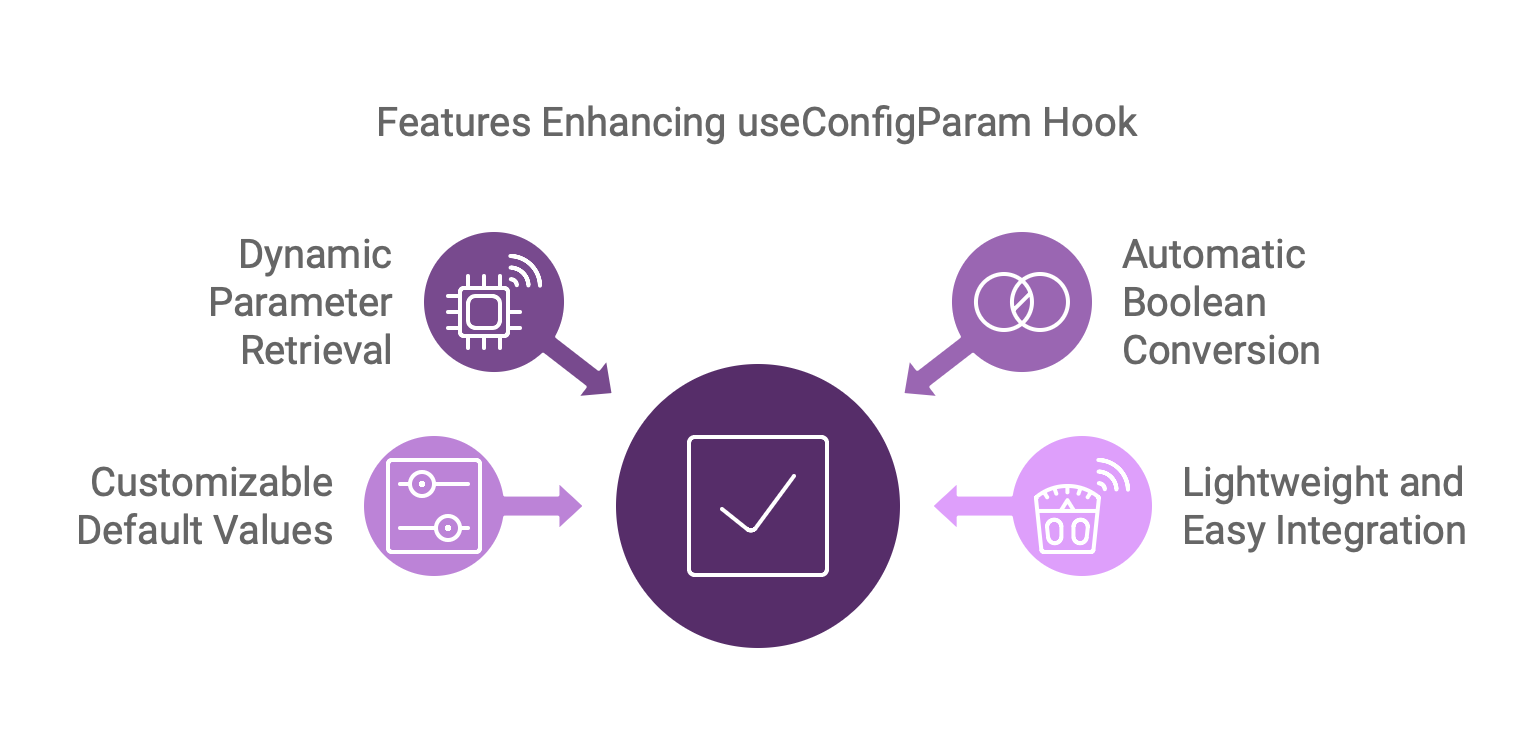 Features Enhancing useConfigParam Hook
Dynamic
Parameter
Retrieval
Automatic
Boolean
Conversion
Customizable
Default Values
Lightweight and
Easy Integration